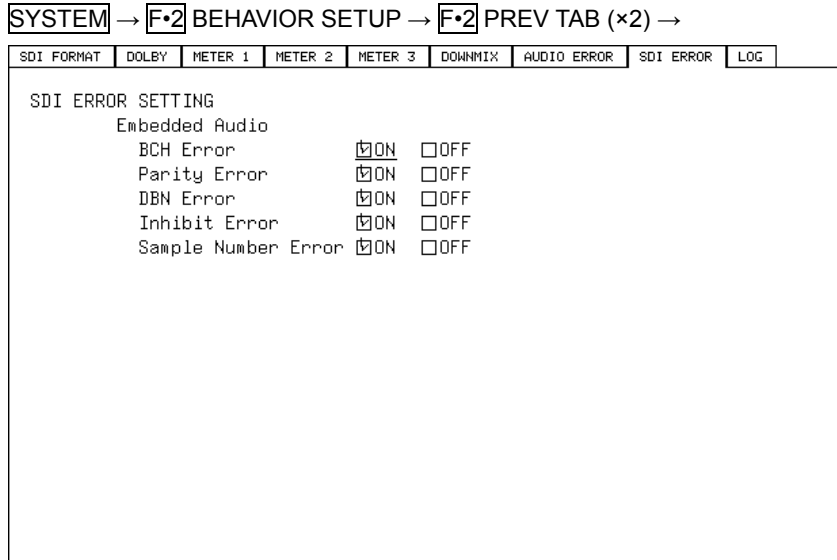 SYSTEM → F•2 BEHAVIOR SETUP → F•2 PREV TAB (×2) →
SDI FORMAT DOLBY METER 1 METER 2 METER 3 DOWNMIX AUDIO ERROR SDI ERROR LOG
SDI ERROR SETTING
Embedded Audio
BCH Error ☑ON ☐OFF
Parity Error ☑ON ☐OFF
DBN Error ☑ON ☐OFF
Inhibit Error ☑ON ☐OFF
Sample Number Error ☑ON ☐OFF